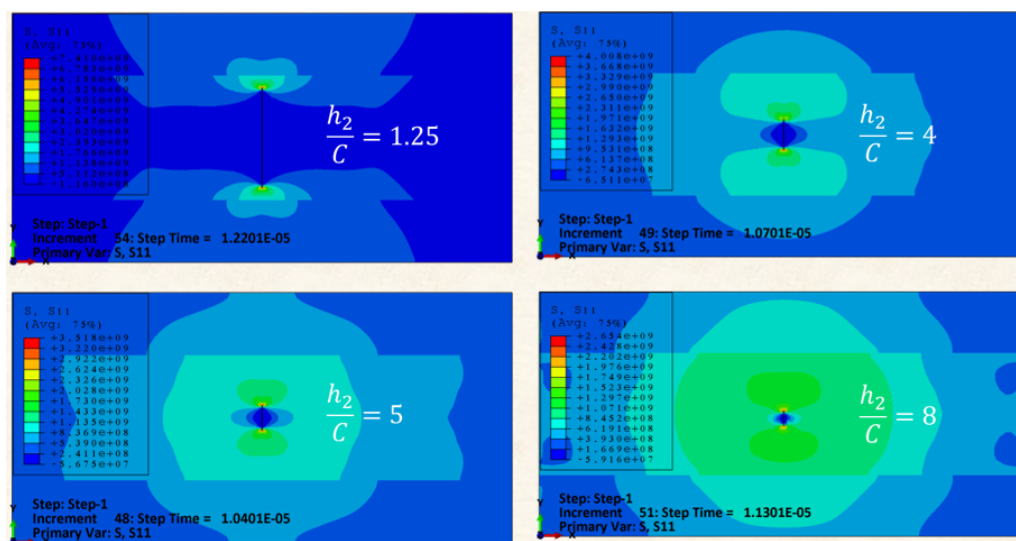 S, S11
(Avg: 75%)
h₂/C = 1.25
Step: Step-1
Increment 54: Step Time = 1.2201E-05
Primary Var: S, S11
Y
X
S, S11
(Avg: 75%)
+4.008e+09
+3.668e+09
+3.329e+09
+2.990e+09
+2.650e+09
+2.311e+09
+1.971e+09
+1.632e+09
+1.293e+09
+9.531e+08
+6.137e+08
+2.743e+08
-6.511e+07
h₂/C = 4
Step: Step-1
Increment 49: Step Time = 1.0701E-05
Primary Var: S, S11
Y
X
S, S11
(Avg: 75%)
+3.518e+09
+3.220e+09
+2.922e+09
+2.624e+09
+2.326e+09
+2.028e+09
+1.730e+09
+1.433e+09
+1.135e+09
+8.369e+08
+5.390e+08
+2.411e+08
-5.675e+07
h₂/C = 5
Step: Step-1
Increment 48: Step Time = 1.0401E-05
Primary Var: S, S11
Y
S, S11
(Avg: 75%)
+2.654e+09
+2.428e+09
+2.202e+09
+1.976e+09
+1.749e+09
+1.523e+09
+1.297e+09
+1.071e+09
+8.452e+08
+6.191e+08
+3.930e+08
+1.669e+08
-5.916e+07
h₂/C = 8
Step: Step-1
Increment 51: Step Time = 1.1301E-05
Primary Var: S, S11
Y
X